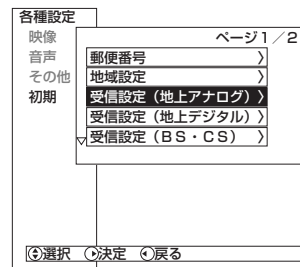 各種設定
映像
音声
その他
初期
ページ1／2
郵便番号 〉
地域設定 〉
受信設定（地上アナログ）〉
受信設定（地上デジタル）〉
受信設定（BS・CS）〉
選択 決定 戻る